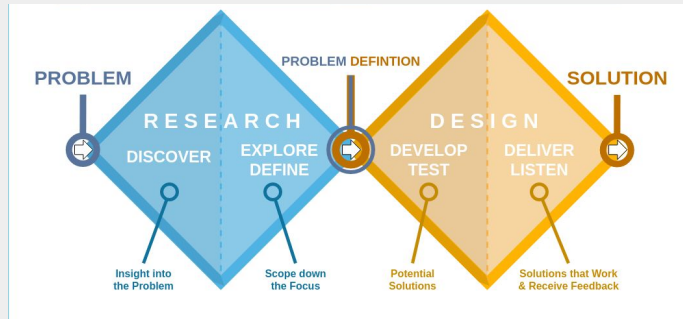 PROBLEM
PROBLEM DEFINTION
SOLUTION
RESEARCH
DESIGN
DISCOVER
EXPLORE
DEFINE
DEVELOP
TEST
DELIVER
LISTEN
Insight into
the Problem
Scope down
the Focus
Potential
Solutions
Solutions that Work
& Receive Feedback